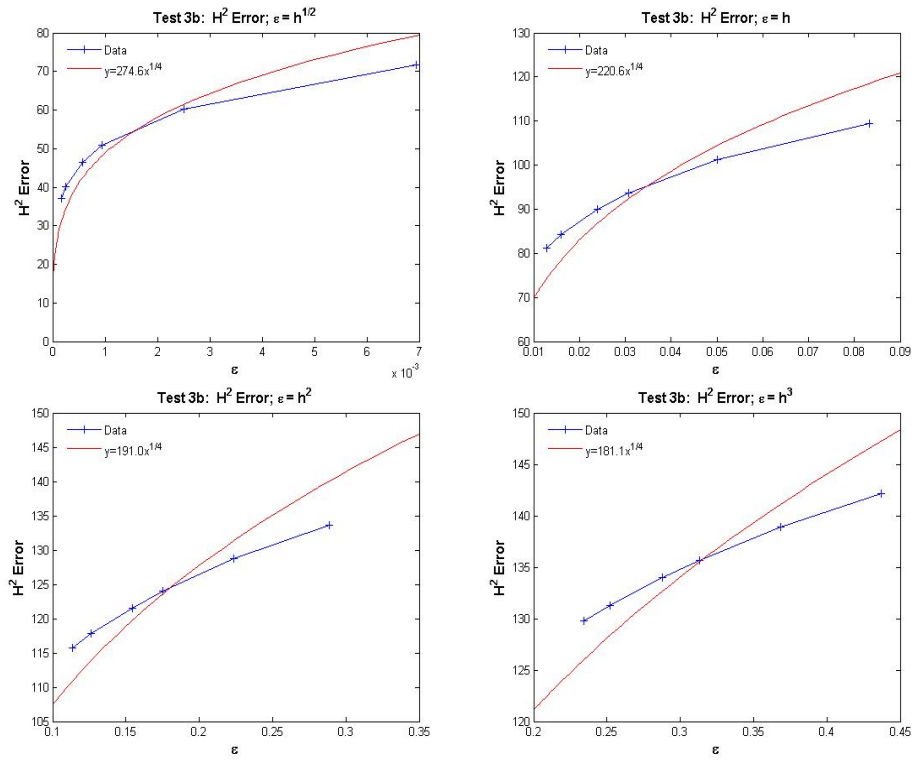 Test 3b: H² Error; ε = h^1/2
Data
y=274.6x^1/4
H² Error
80
70
60
50
40
30
20
10
0
0 1 2 3 4 5 6 7
x 10^-3
ε
Test 3b: H² Error; ε = h
Data
y=220.6x^1/4
H² Error
130
120
110
100
90
80
70
60
0.01 0.02 0.03 0.04 0.05 0.06 0.07 0.08 0.09
ε
Test 3b: H² Error; ε = h²
Data
y=191.0x^1/4
H² Error
150
145
140
135
130
125
120
115
110
105
0.1 0.15 0.2 0.25 0.3 0.35
ε
Test 3b: H² Error; ε = h³
Data
y=181.1x^1/4
H² Error
150
145
140
135
130
125
120
0.2 0.25 0.3 0.35 0.4 0.45
ε